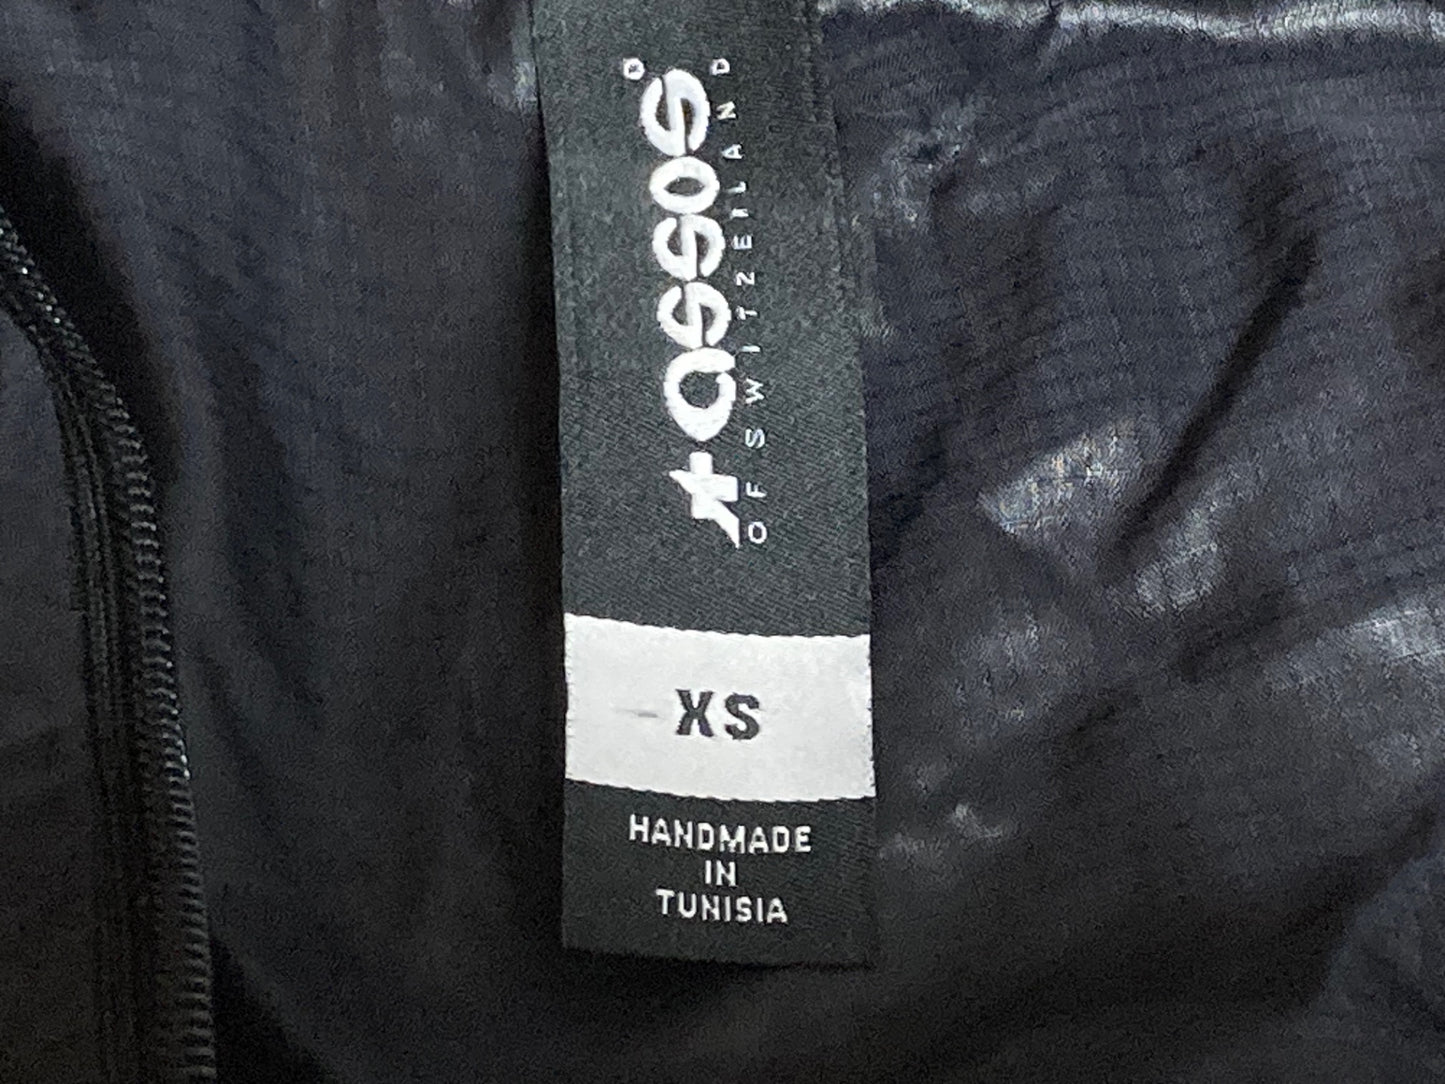 assos®
OF SWITZERLAND
XS
HANDMADE
IN
TUNISIA